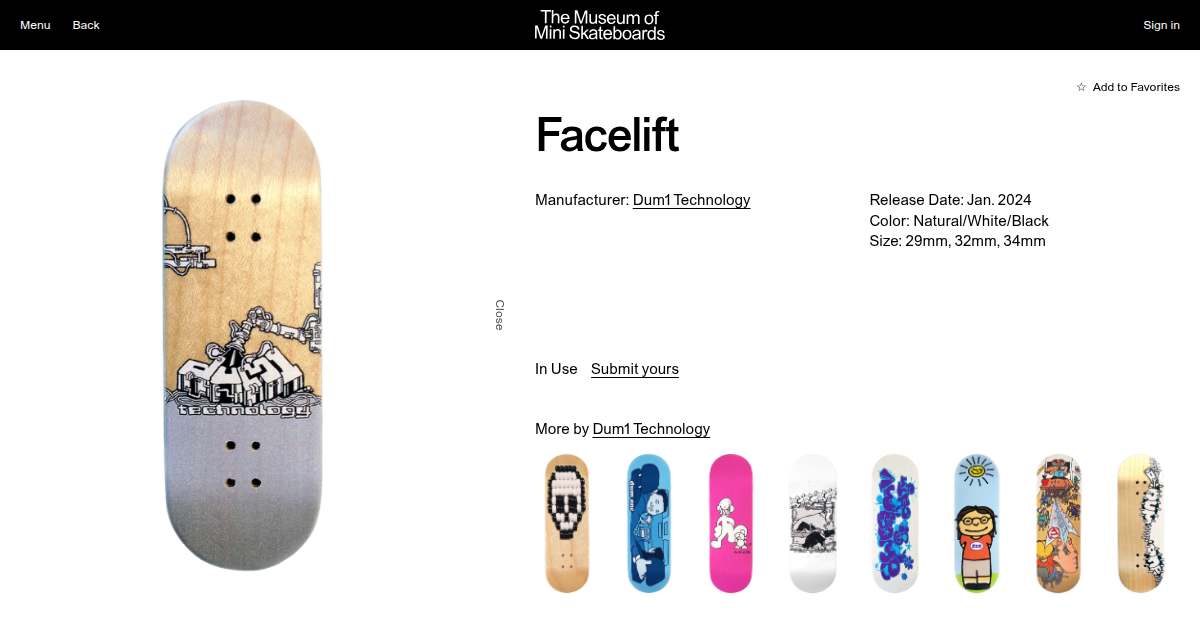 Menu
Back
The Museum of
Mini Skateboards
Sign in
☆ Add to Favorites
Facelift
Manufacturer: Dum1 Technology
Release Date: Jan. 2024
Color: Natural/White/Black
Size: 29mm, 32mm, 34mm
Close
technology
In Use Submit yours
More by Dum1 Technology